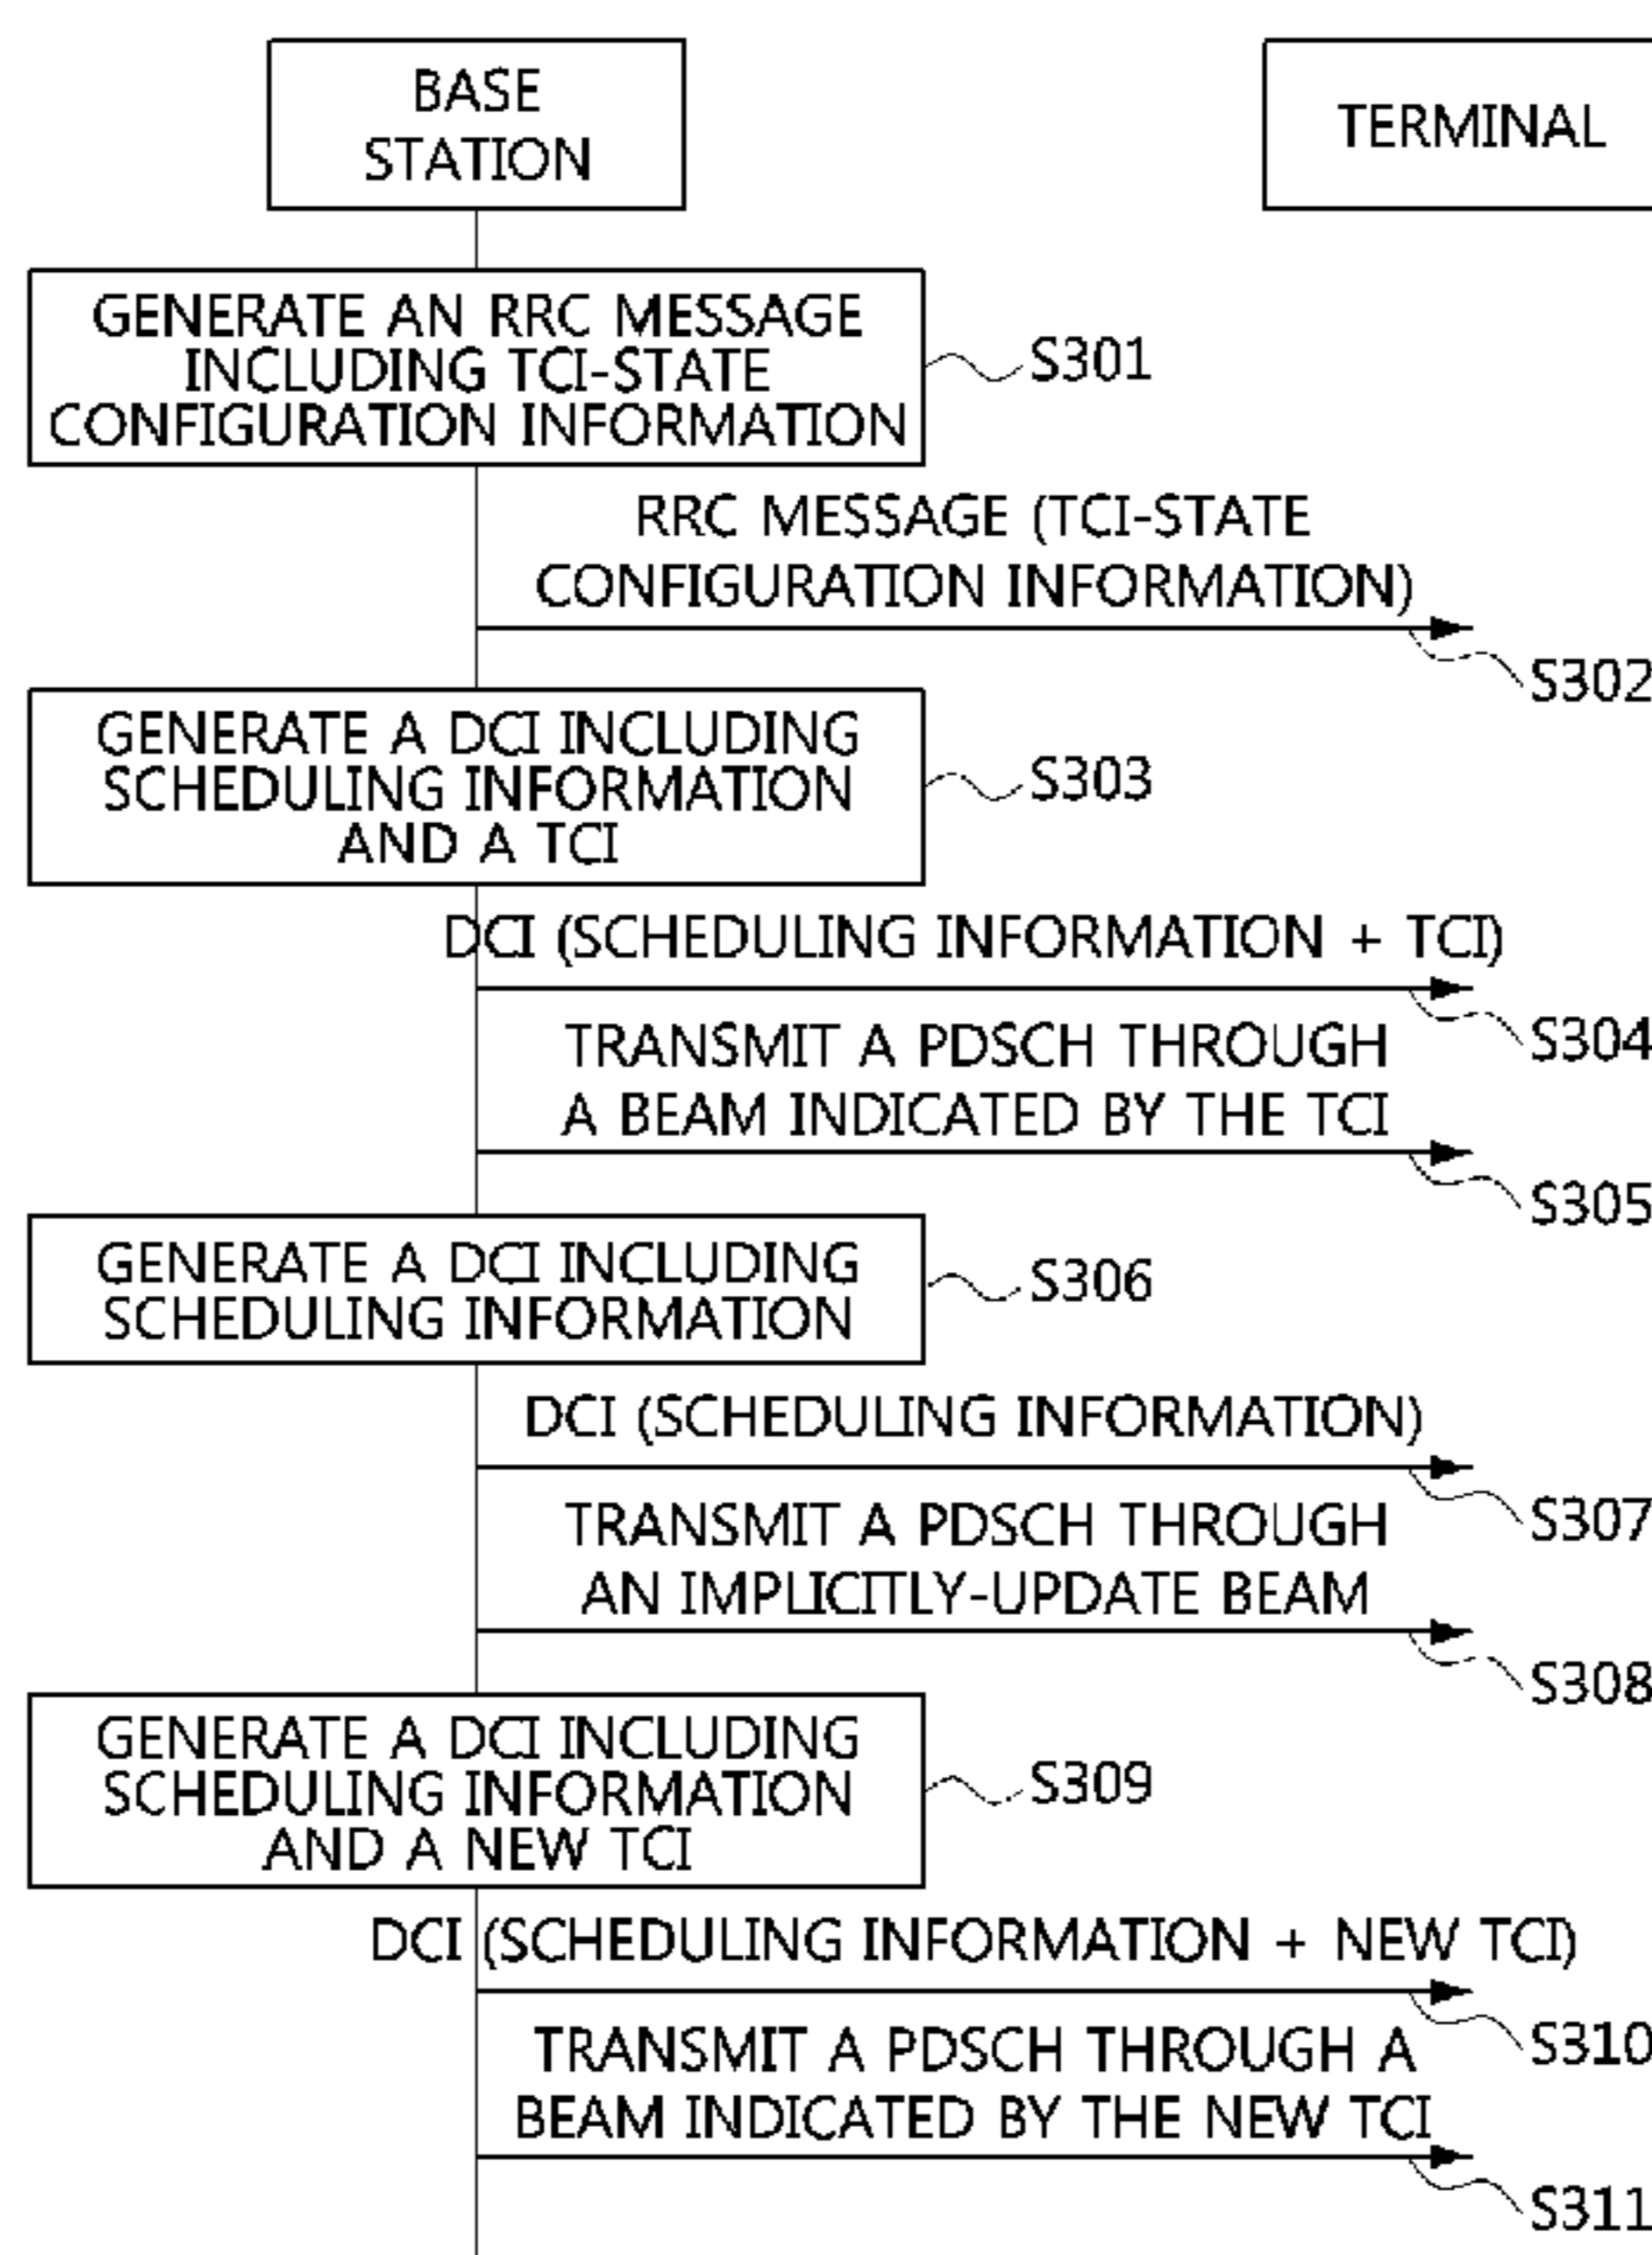 BASE
STATION
TERMINAL
GENERATE AN RRC MESSAGE
INCLUDING TCI-STATE
CONFIGURATION INFORMATION
S301
RRC MESSAGE (TCI-STATE
CONFIGURATION INFORMATION)
S302
GENERATE A DCI INCLUDING
SCHEDULING INFORMATION
AND A TCI
S303
DCI (SCHEDULING INFORMATION + TCI)
S304
TRANSMIT A PDSCH THROUGH
A BEAM INDICATED BY THE TCI
S305
GENERATE A DCI INCLUDING
SCHEDULING INFORMATION
S306
DCI (SCHEDULING INFORMATION)
S307
TRANSMIT A PDSCH THROUGH
AN IMPLICITLY-UPDATE BEAM
S308
GENERATE A DCI INCLUDING
SCHEDULING INFORMATION
AND A NEW TCI
S309
DCI (SCHEDULING INFORMATION + NEW TCI)
S310
TRANSMIT A PDSCH THROUGH A
BEAM INDICATED BY THE NEW TCI
S311